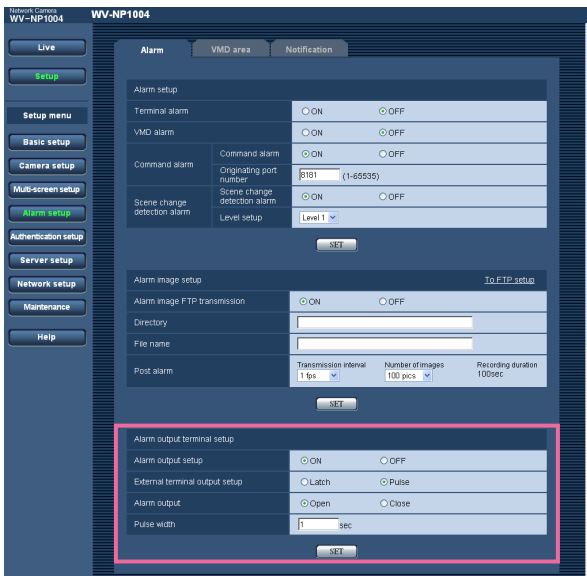 Network Camera
WV-NP1004
WV-NP1004
Live
Setup
Setup menu
Basic setup
Camera setup
Multi-screen setup
Alarm setup
Authentication setup
Server setup
Network setup
Maintenance
Help
Alarm
VMD area
Notification
Alarm setup
Terminal alarm
ON
OFF
VMD alarm
ON
OFF
Command alarm
Command alarm
ON
OFF
Originating port
number
8181
(1-65535)
Scene change
detection alarm
Scene change
detection alarm
ON
OFF
Level setup
Level 1
SET
Alarm image setup
To FTP setup
Alarm image FTP transmission
ON
OFF
Directory
File name
Post alarm
Transmission interval
1 fps
Number of images
100 pics
Recording duration
100sec
SET
Alarm output terminal setup
Alarm output setup
ON
OFF
External terminal output setup
Latch
Pulse
Alarm output
Open
Close
Pulse width
1
sec
SET